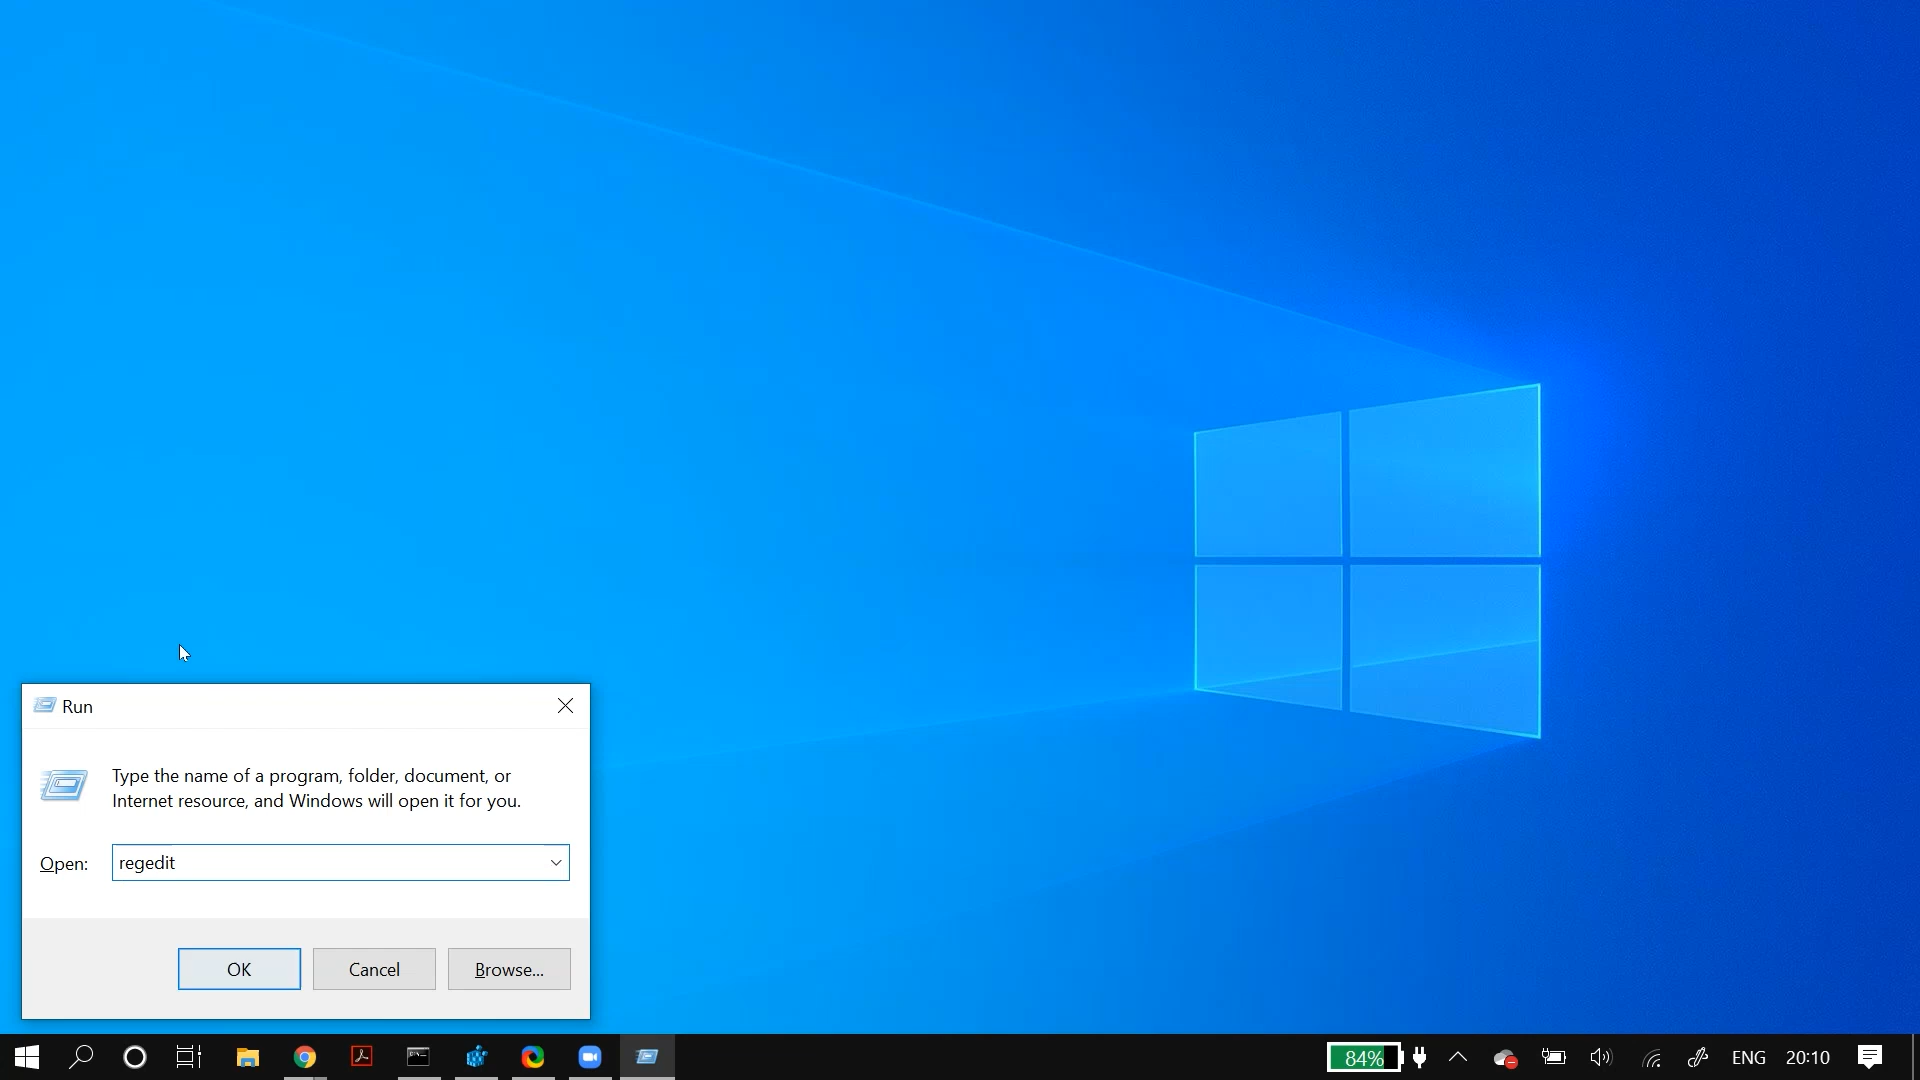 Run
Type the name of a program, folder, document, or
Internet resource, and Windows will open it for you.
Open:
regedit
OK
Cancel
Browse...
84%
ENG
20:10